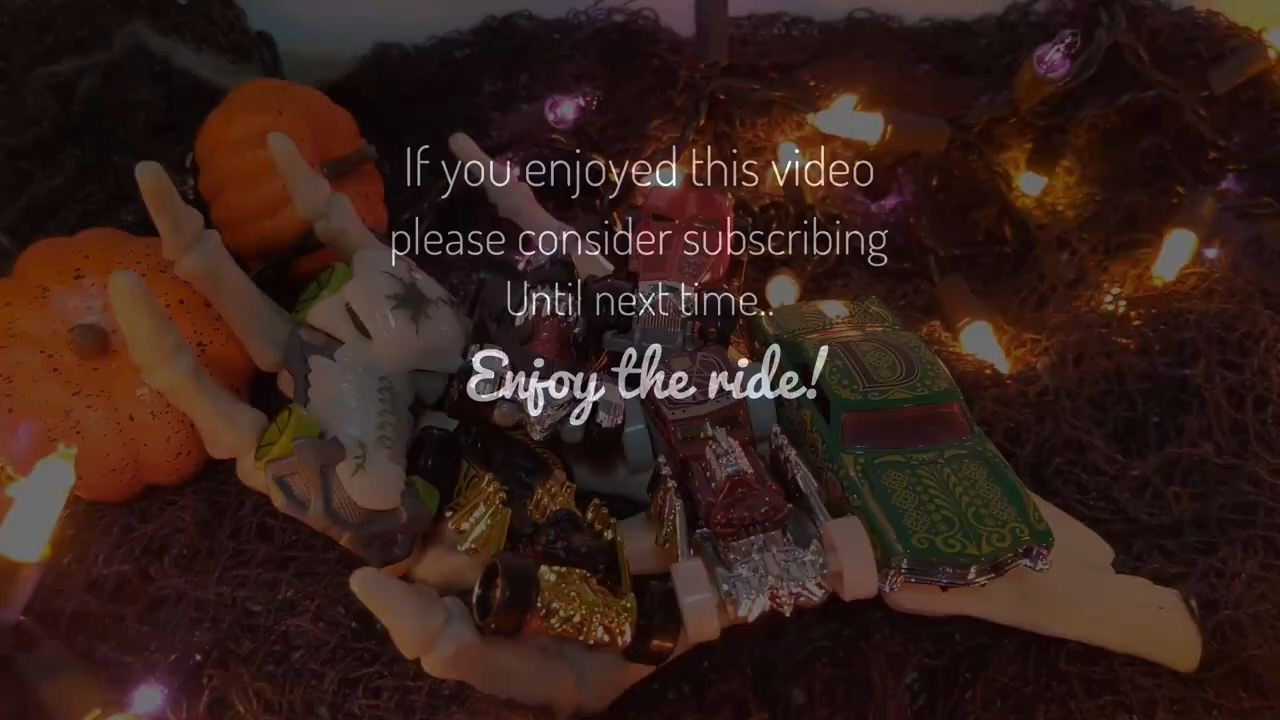 If you enjoyed this video
please consider subscribing
Until next time..
Enjoy the ride!
D